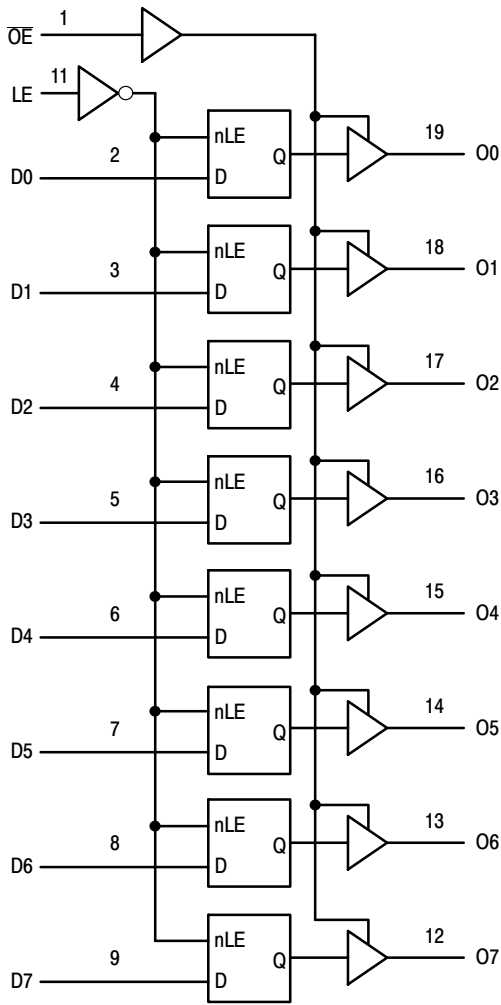 O̅E̅ 1
LE 11
nLE
D0 2 D Q 19 O0
nLE
D1 3 D Q 18 O1
nLE
D2 4 D Q 17 O2
nLE
D3 5 D Q 16 O3
nLE
D4 6 D Q 15 O4
nLE
D5 7 D Q 14 O5
nLE
D6 8 D Q 13 O6
nLE
D7 9 D Q 12 O7